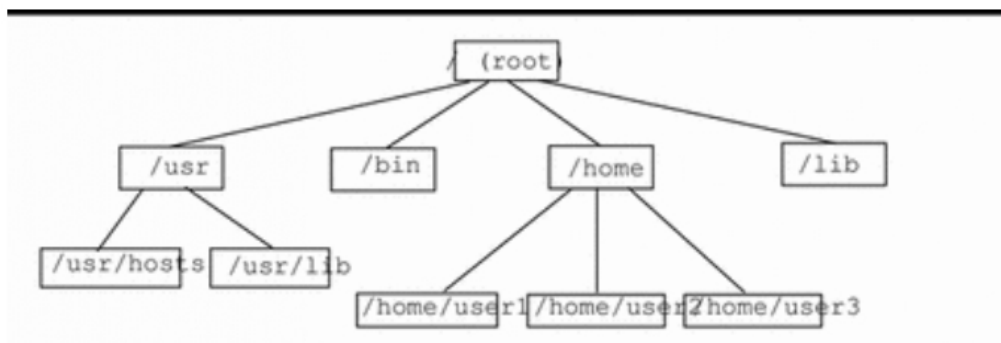 / (root)
/usr
/bin
/home
/lib
/usr/hosts
/usr/lib
/home/user1
/home/user2
/home/user3